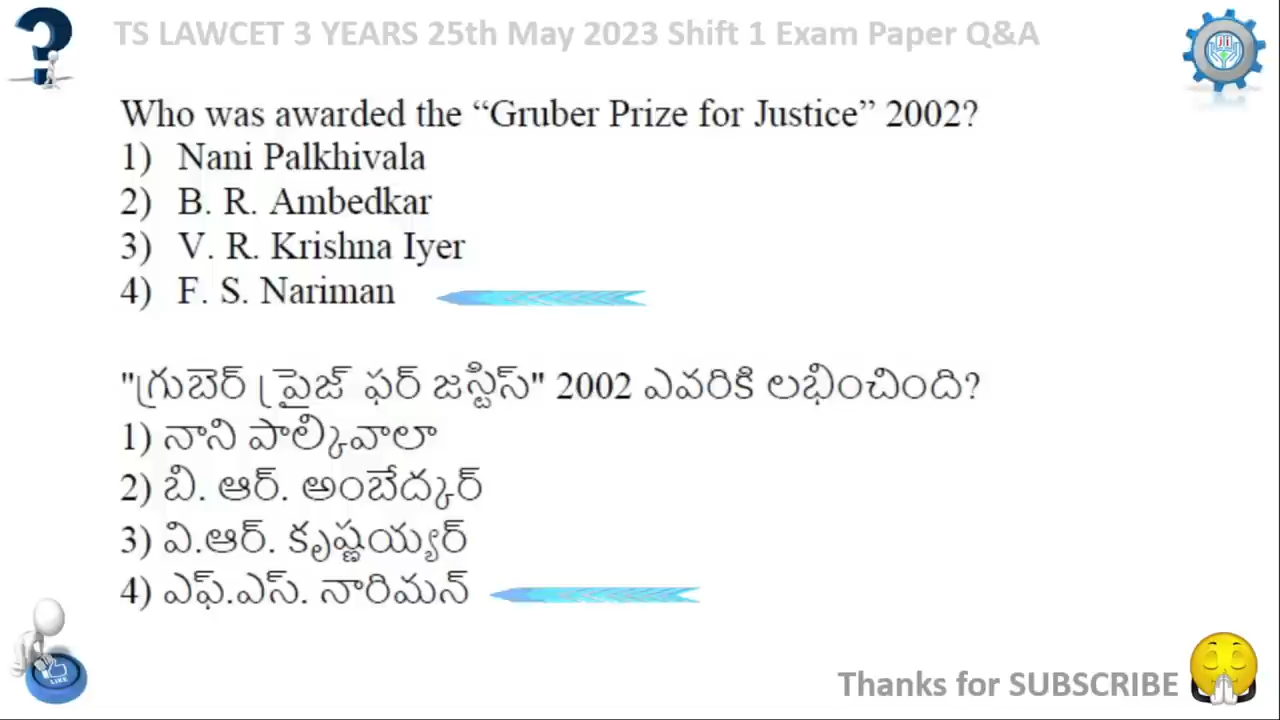 TS LAWCET 3 YEARS 25th May 2023 Shift 1 Exam Paper Q&A
Who was awarded the “Gruber Prize for Justice” 2002?
1) Nani Palkhivala
2) B. R. Ambedkar
3) V. R. Krishna Iyer
4) F. S. Nariman
"గ్రుబెర్ ప్రైజ్ ఫర్ జస్టిస్" 2002 ఎవరికి లభించింది?
1) నాని పాల్కివాలా
2) బి. ఆర్. అంబేద్కర్
3) వి.ఆర్. కృష్ణయ్యర్
4) ఎఫ్.ఎస్. నారిమన్
LIKE
Thanks for SUBSCRIBE